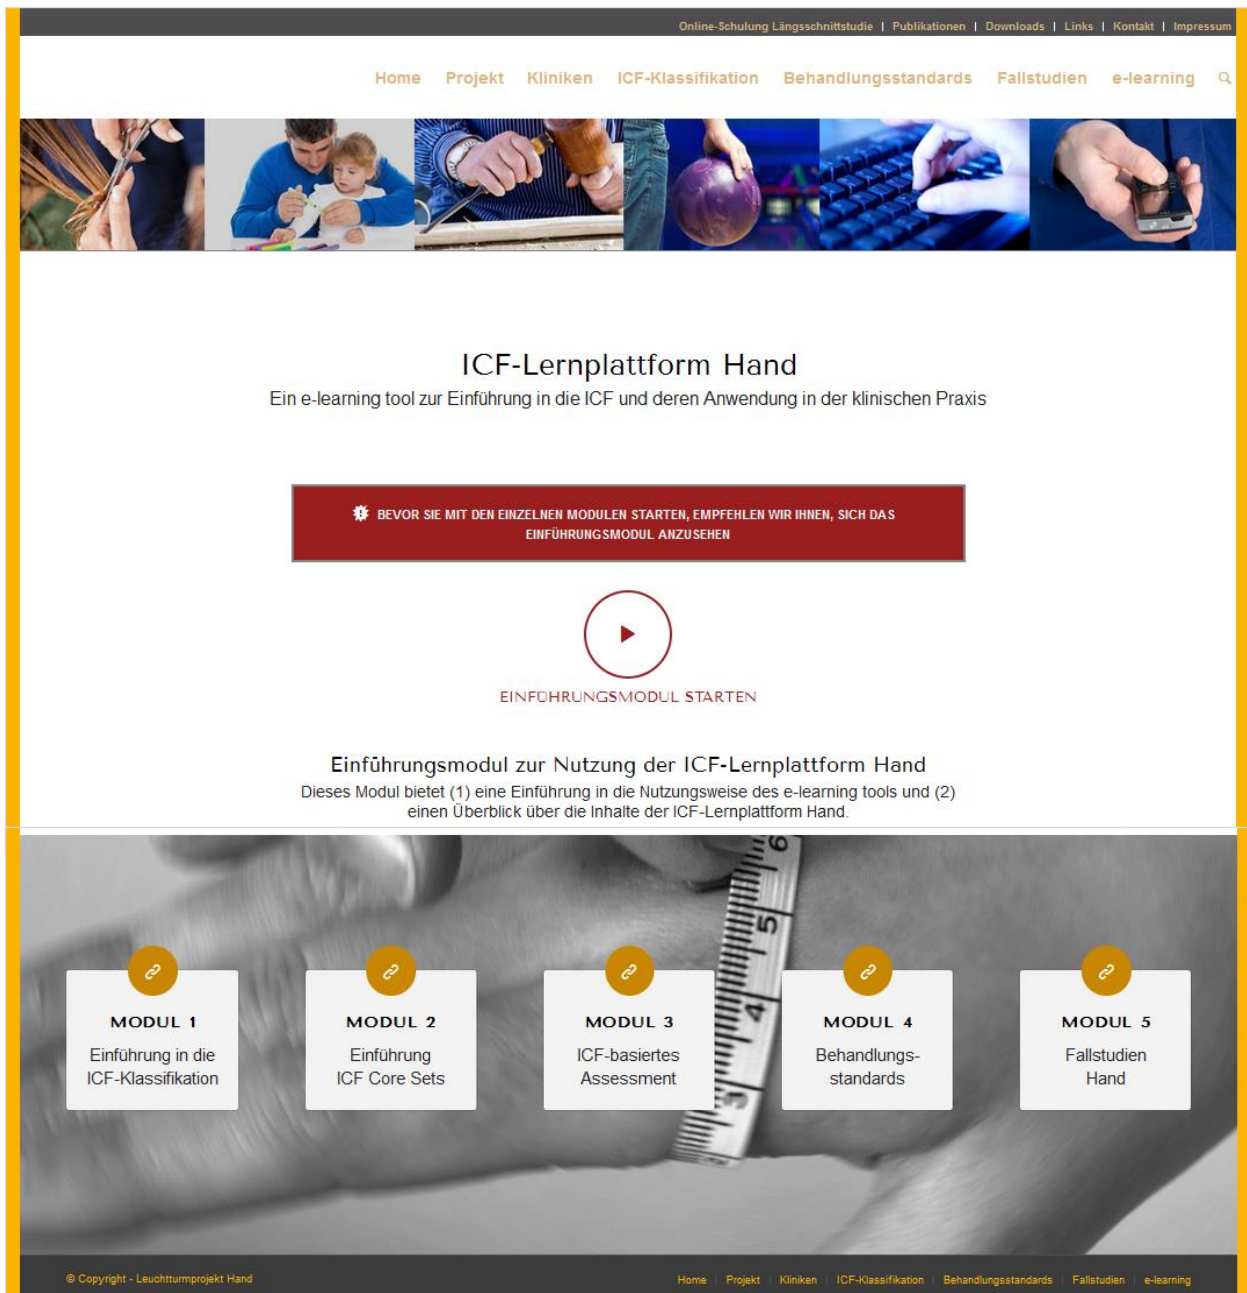 Online-Schulung Längsschnittstudie | Publikationen | Downloads | Links | Kontakt | Impressum
Home Projekt Kliniken ICF-Klassifikation Behandlungsstandards Fallstudien e-learning
ICF-Lernplattform Hand
Ein e-learning tool zur Einführung in die ICF und deren Anwendung in der klinischen Praxis
BEVOR SIE MIT DEN EINZELNEN MODULEN STARTEN, EMPFEHLEN WIR IHNEN, SICH DAS
EINFÜHRUNGSMODUL ANZUSEHEN
EINFÜHRUNGSMODUL STARTEN
Einführungsmodul zur Nutzung der ICF-Lernplattform Hand
Dieses Modul bietet (1) eine Einführung in die Nutzungsweise des e-learning tools und (2)
einen Überblick über die Inhalte der ICF-Lernplattform Hand.
6
5
4
3
MODUL 1
Einführung in die
ICF-Klassifikation
MODUL 2
Einführung
ICF Core Sets
MODUL 3
ICF-basiertes
Assessment
MODUL 4
Behandlungs-
standards
MODUL 5
Fallstudien
Hand
© Copyright - Leuchtturmprojekt Hand
Home | Projekt | Kliniken | ICF-Klassifikation | Behandlungsstandards | Fallstudien | e-learning